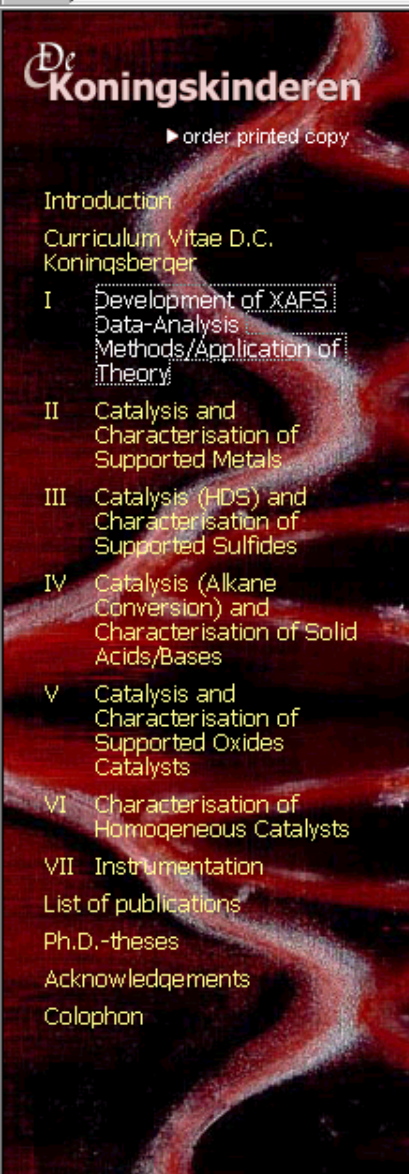 De
Koningskinderen
order printed copy
Introduction
Curriculum Vitae D.C.
Koningsberger
I Development of XAFS
Data-Analysis
Methods/Application of
Theory
II Catalysis and
Characterisation of
Supported Metals
III Catalysis (HDS) and
Characterisation of
Supported Sulfides
IV Catalysis (Alkane
Conversion) and
Characterisation of Solid
Acids/Bases
V Catalysis and
Characterisation of
Supported Oxides
Catalysts
VI Characterisation of
Homogeneous Catalysts
VII Instrumentation
List of publications
Ph.D.-theses
Acknowledgements
Colophon